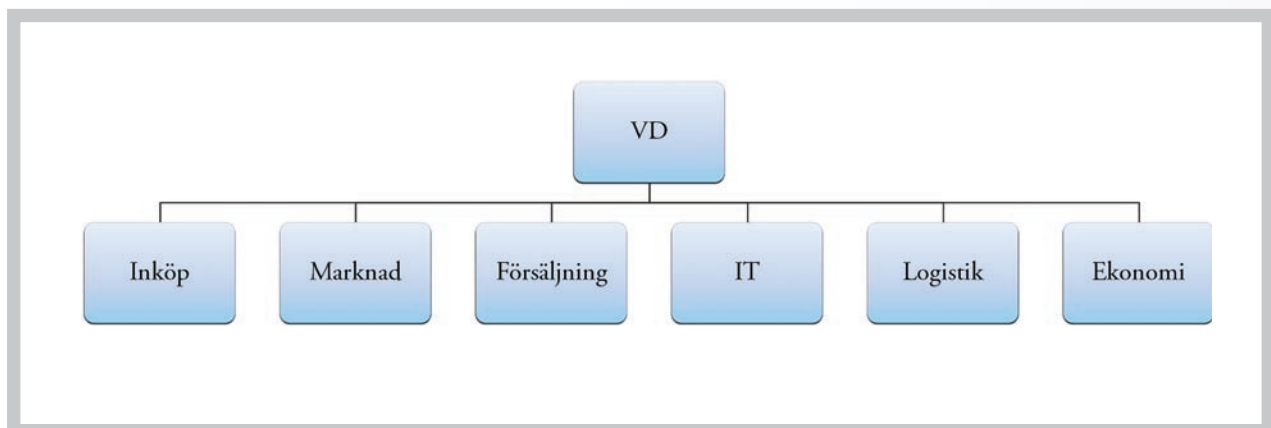 VD
Inköp
Marknad
Försäljning
IT
Logistik
Ekonomi